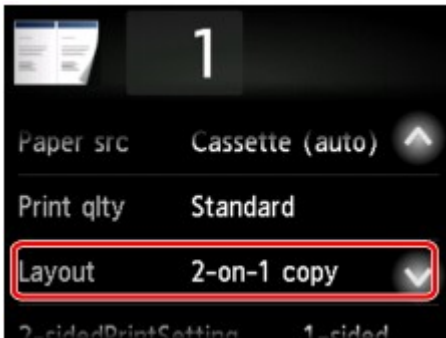 1
Paper src Cassette (auto)
Print qlty Standard
Layout 2-on-1 copy
2-sidedPrintSetting 1-sided